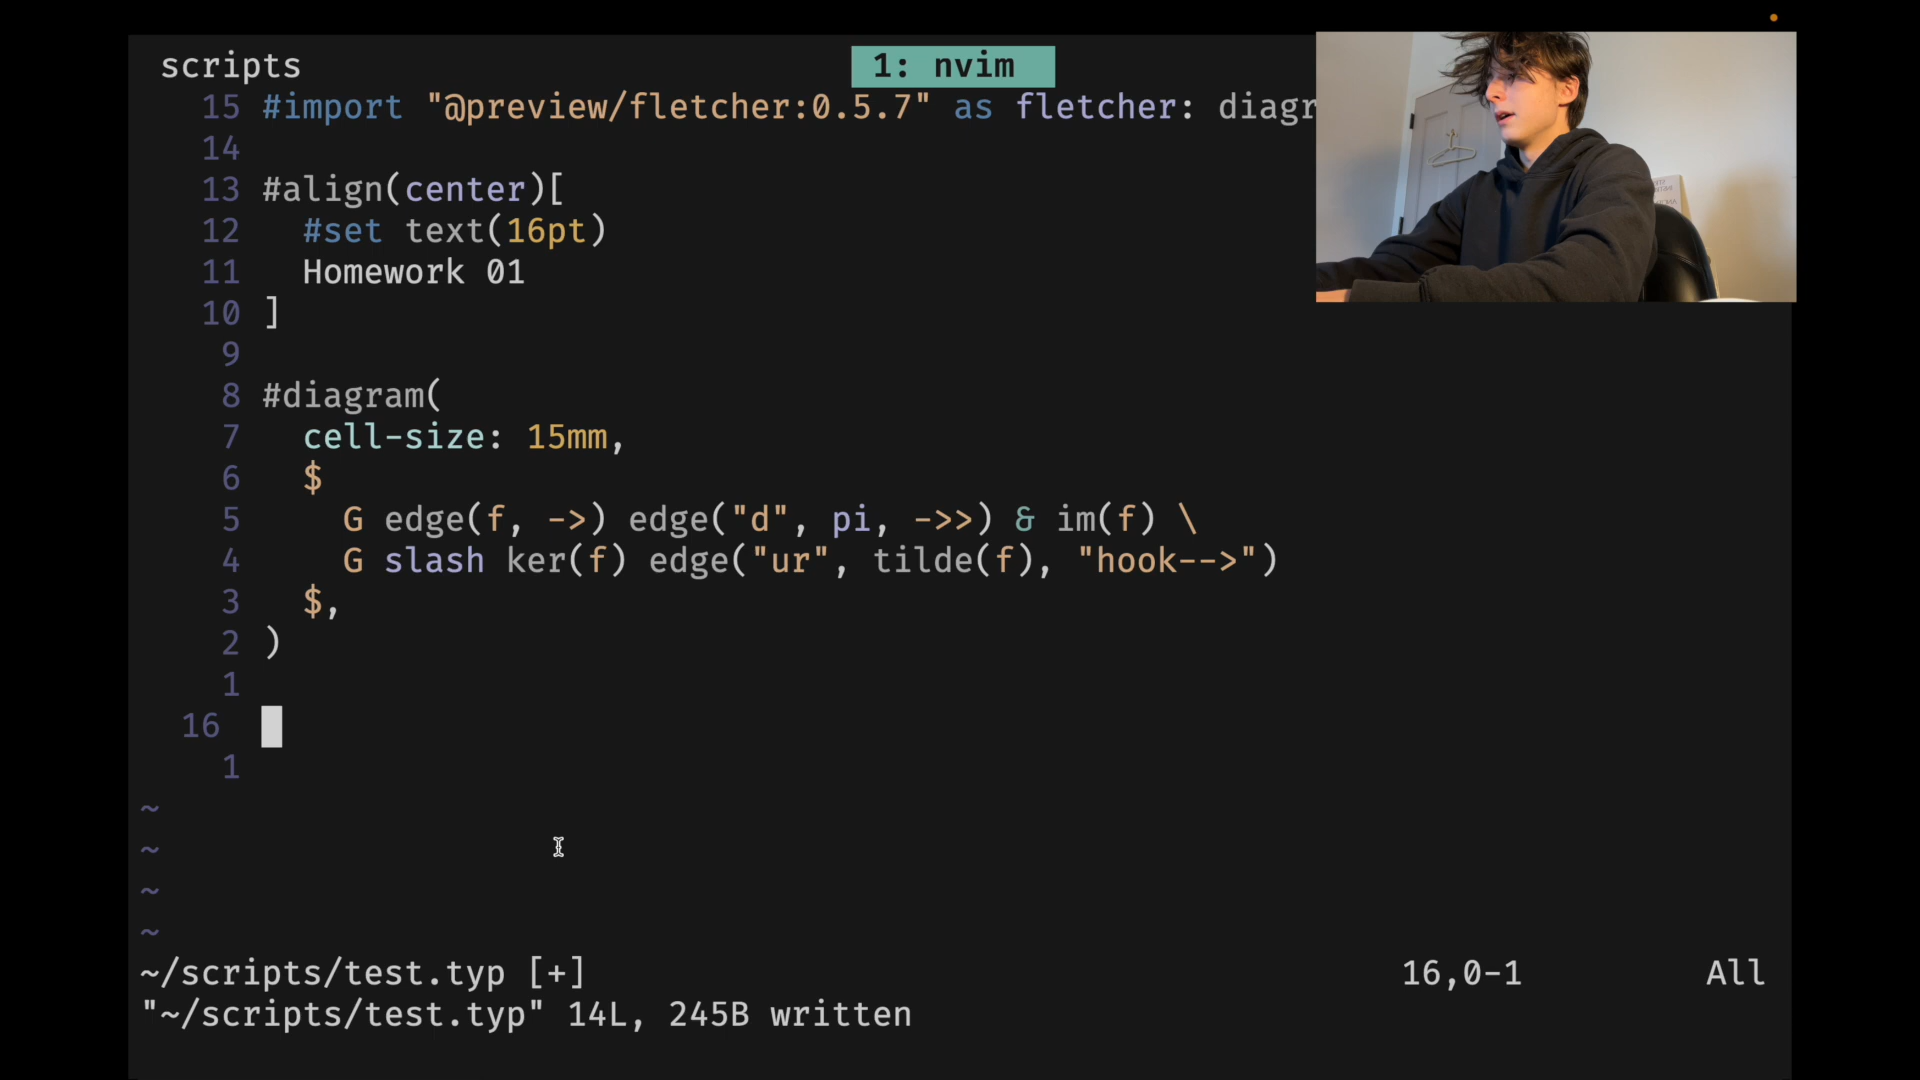 scripts 1: nvim
15 #import "@preview/fletcher:0.5.7" as fletcher: diagr
14
13 #align(center)[
12   #set text(16pt)
11   Homework 01
10 ]
9
8 #diagram(
7   cell-size: 15mm,
6   $
5     G edge(f, ->) edge("d", pi, ->>) & im(f) \
4     G slash ker(f) edge("ur", tilde(f), "hook-->")
3   $,
2 )
1
16
1
~
~
~
~
~/scripts/test.typ [+] 16,0-1 All
"~/scripts/test.typ" 14L, 245B written